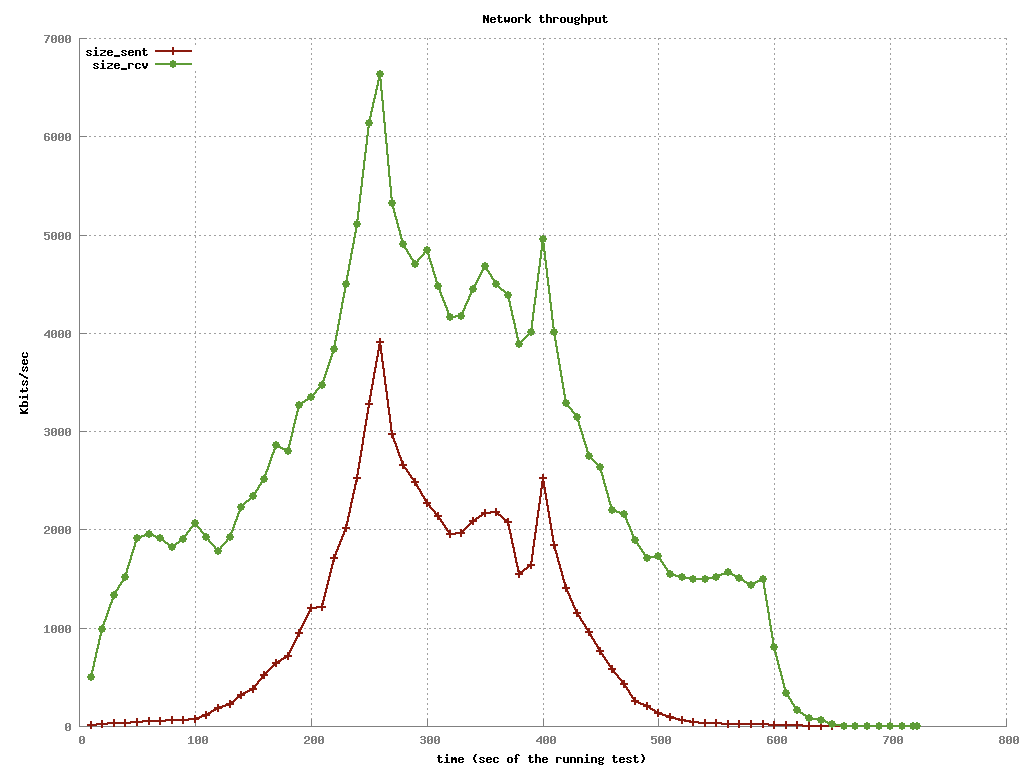 Network throughput
size_sent
size_rcv
7000
6000
5000
4000
3000
2000
1000
0
Kbits/sec
0 100 200 300 400 500 600 700 800
time (sec of the running test)